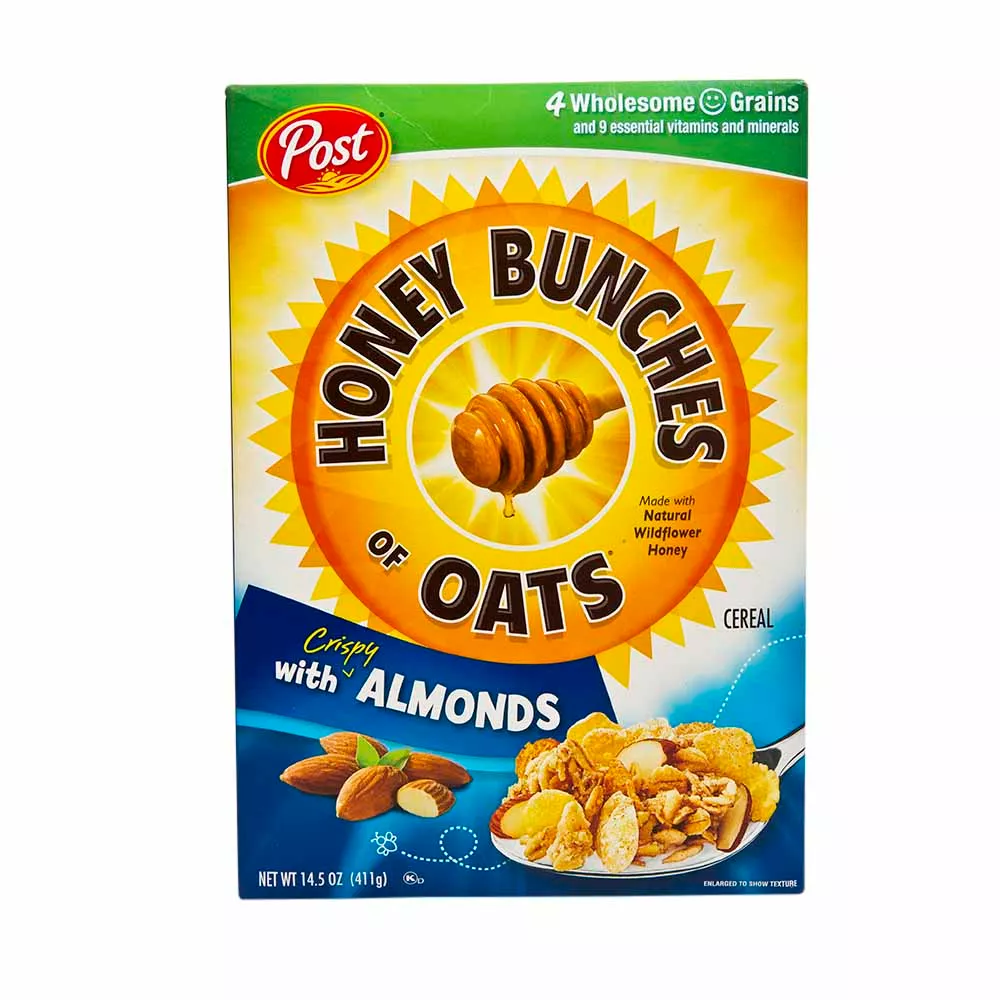 Post
4 Wholesome Grains
and 9 essential vitamins and minerals
HONEY BUNCHES
OF OATS®
Made with
Natural
Wildflower
Honey
CEREAL
Crispy
with ALMONDS
NET WT 14.5 OZ (411g) K D
ENLARGED TO SHOW TEXTURE